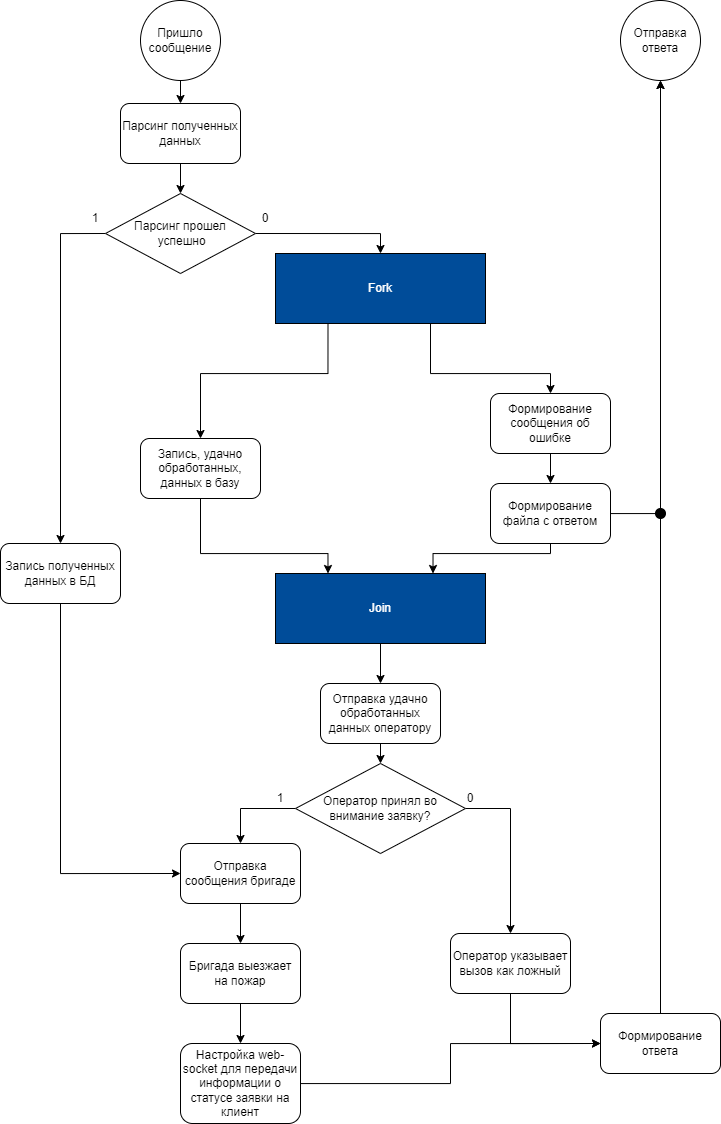 Пришло
сообщение
Отправка
ответа
Парсинг полученных
данных
1
Парсинг прошел
успешно
0
Fork
Формирование
сообщения об
ошибке
Запись, удачно
обработанных,
данных в базу
Формирование
файла с ответом
Запись полученных
данных в БД
Join
Отправка удачно
обработанных
данных оператору
1
Оператор принял во
внимание заявку?
0
Отправка
сообщения бригаде
Бригада выезжает
на пожар
Оператор указывает
вызов как ложный
Формирование
ответа
Настройка web-
socket для передачи
информации о
статусе заявки на
клиент